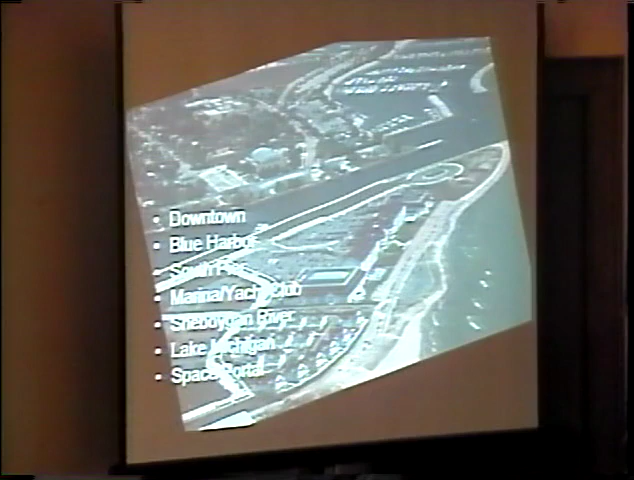 • Downtown
• Blue Harbor
• South Pier
• Marina/Yacht Club
• Sheboygan River
• Lake Michigan
• Space Portal